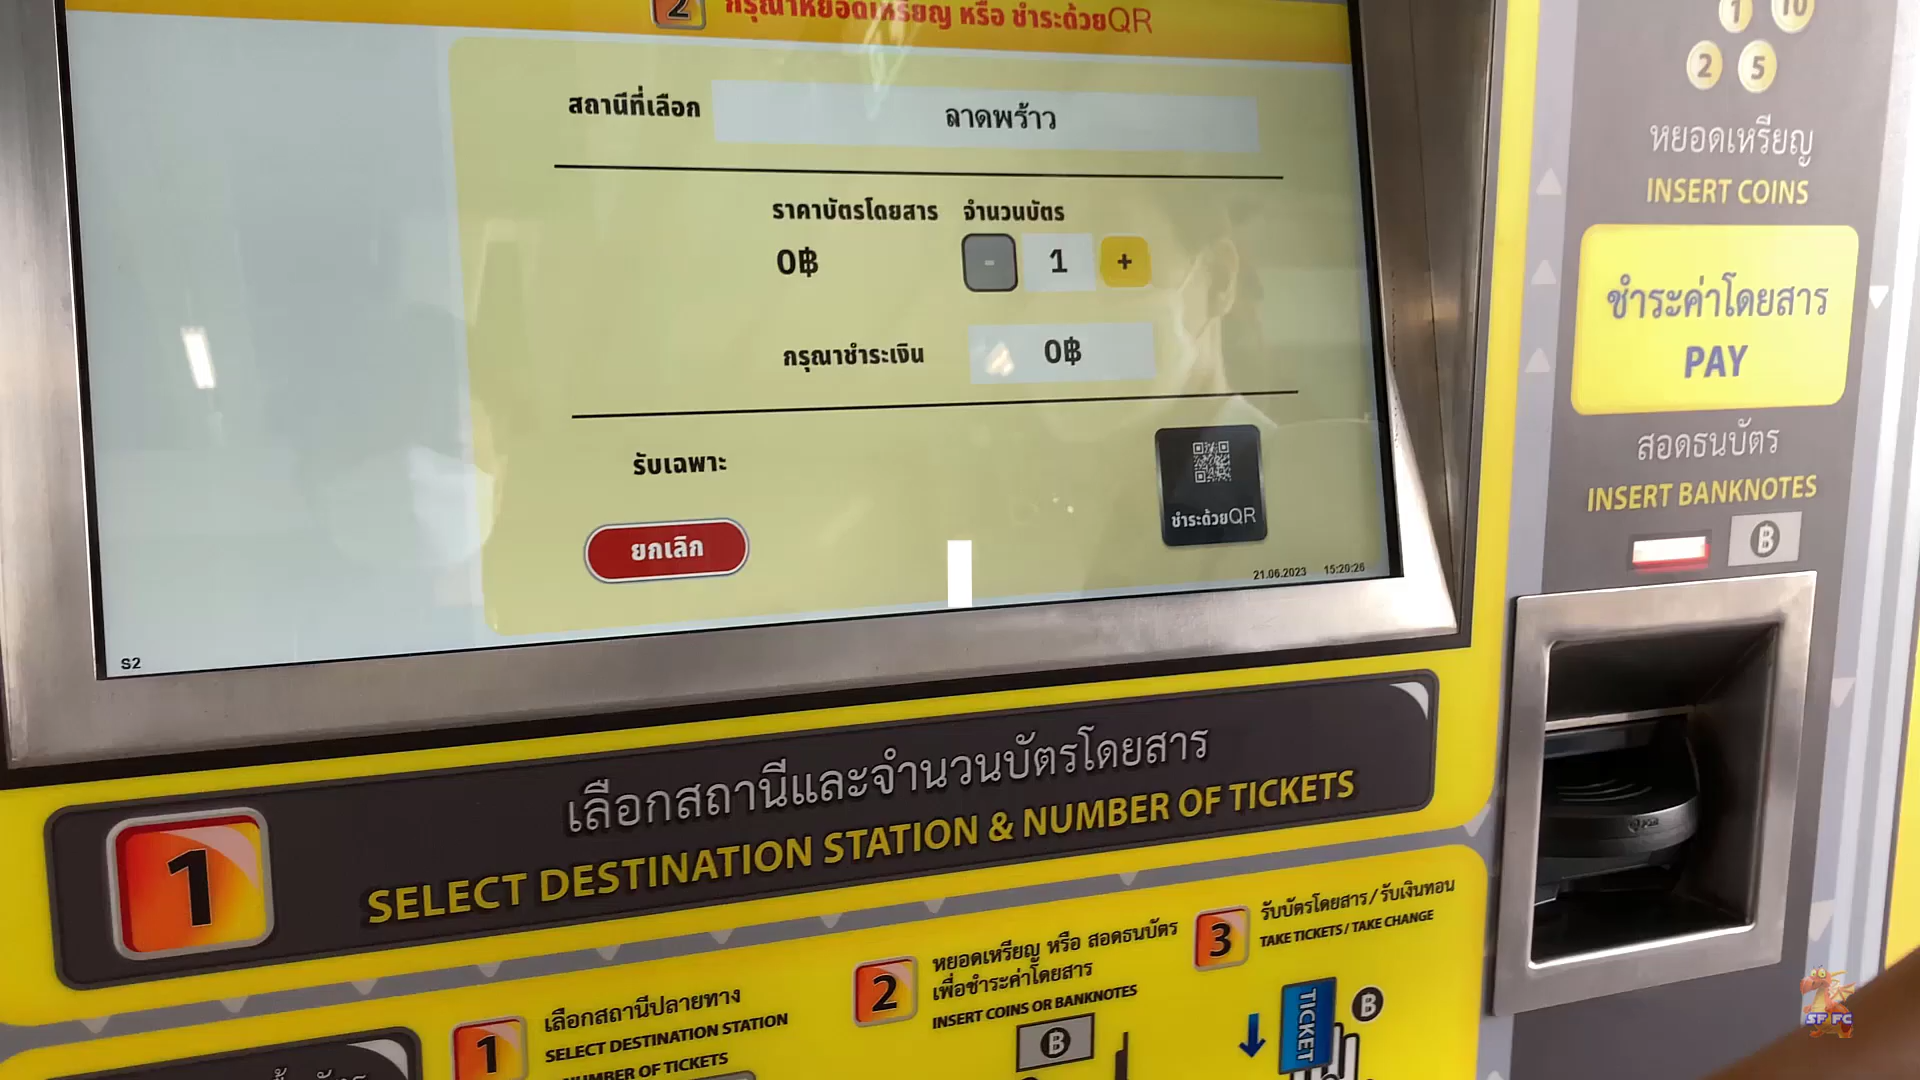 2 กรุณาหยอดเหรียญ หรือ ชำระด้วยQR
สถานีที่เลือก ลาดพร้าว
ราคาบัตรโดยสาร จำนวนบัตร
0฿ - 1 +
กรุณาชำระเงิน 0฿
รับเฉพาะ
ยกเลิก
ชำระด้วยQR
21.06.2023 15:20:26
S2
1 10
2 5
หยอดเหรียญ
INSERT COINS
ชำระค่าโดยสาร
PAY
สอดธนบัตร
INSERT BANKNOTES
฿
1
เลือกสถานีและจำนวนบัตรโดยสาร
SELECT DESTINATION STATION & NUMBER OF TICKETS
1
เลือกสถานีปลายทาง
SELECT DESTINATION STATION
NUMBER OF TICKETS
2
หยอดเหรียญ หรือ สอดธนบัตร
เพื่อชำระค่าโดยสาร
INSERT COINS OR BANKNOTES
฿
3
รับบัตรโดยสาร / รับเงินทอน
TAKE TICKETS / TAKE CHANGE
TICKET
฿
SFFC